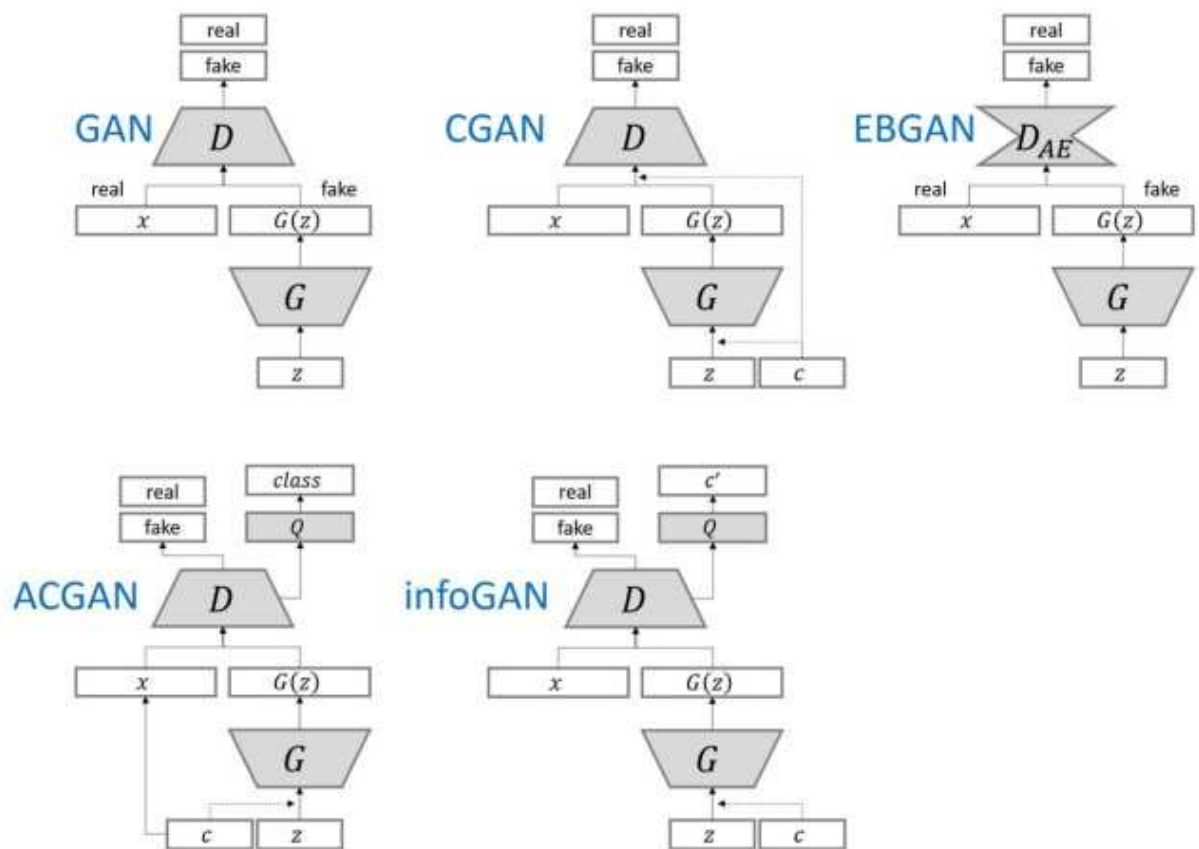 real
fake
GAN
D
real
fake
x
G(z)
G
z
real
fake
CGAN
D
x
G(z)
G
z
c
real
fake
EBGAN
D_AE
real
fake
x
G(z)
G
z
real
fake
class
Q
ACGAN
D
x
G(z)
G
c
z
real
fake
c'
Q
infoGAN
D
x
G(z)
G
z
c